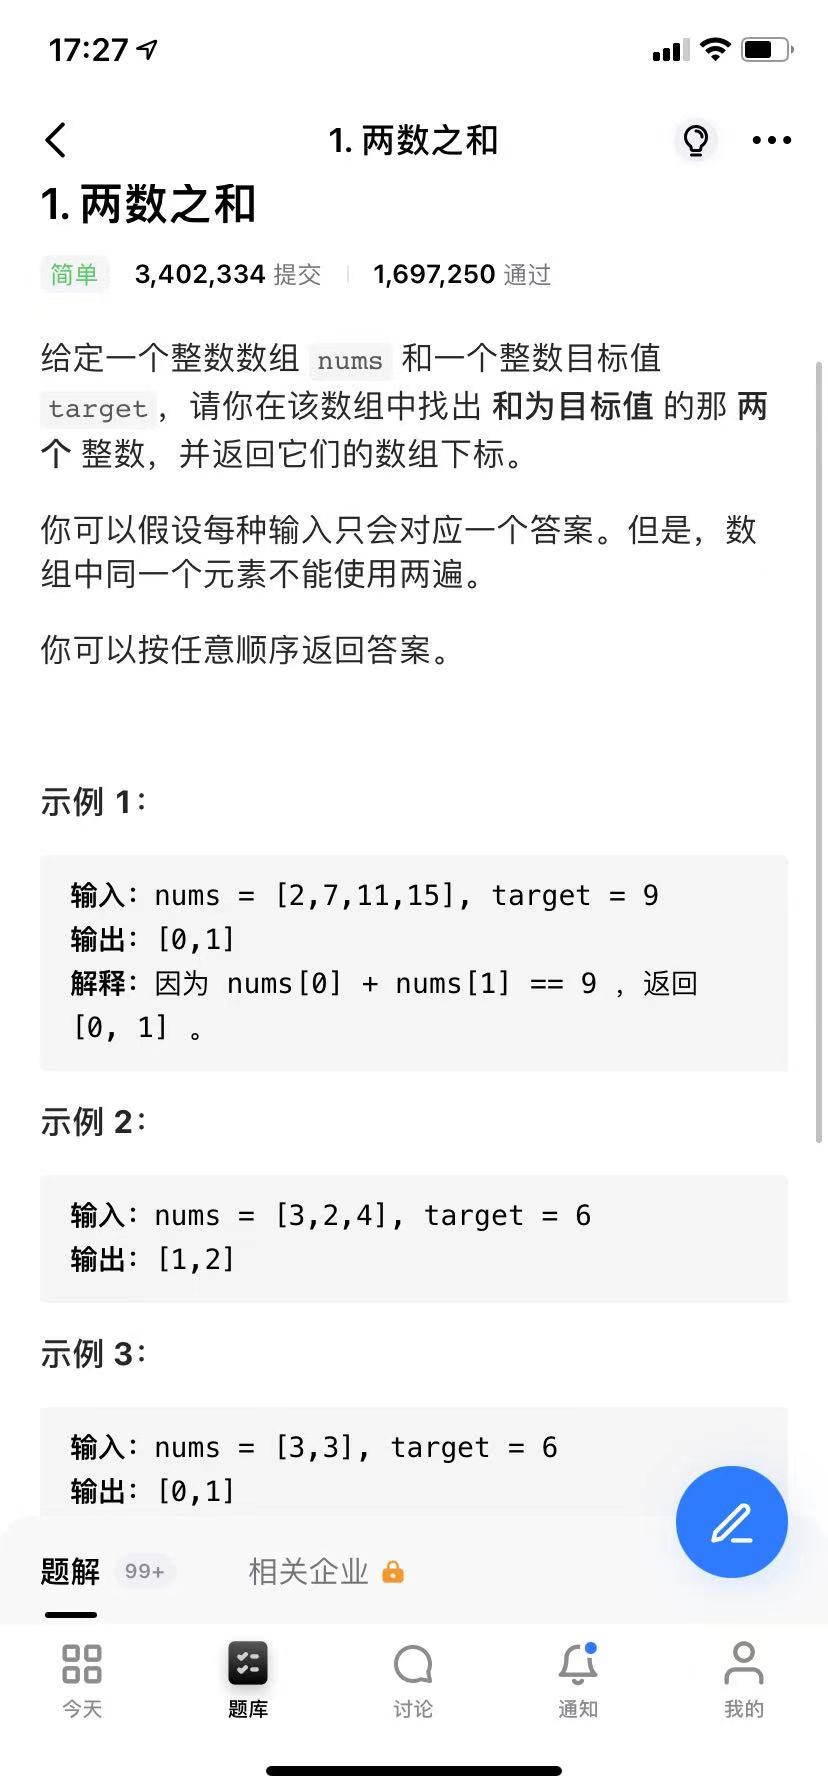 17:27
1. 两数之和
1. 两数之和
简单 3,402,334 提交 1,697,250 通过
给定一个整数数组 nums 和一个整数目标值
target，请你在该数组中找出 和为目标值 的那 两
个 整数，并返回它们的数组下标。
你可以假设每种输入只会对应一个答案。但是，数
组中同一个元素不能使用两遍。
你可以按任意顺序返回答案。
示例 1：
输入：nums = [2,7,11,15], target = 9
输出：[0,1]
解释：因为 nums[0] + nums[1] == 9 ，返回
[0, 1] 。
示例 2：
输入：nums = [3,2,4], target = 6
输出：[1,2]
示例 3：
输入：nums = [3,3], target = 6
输出：[0,1]
题解 99+ 相关企业
今天 题库 讨论 通知 我的